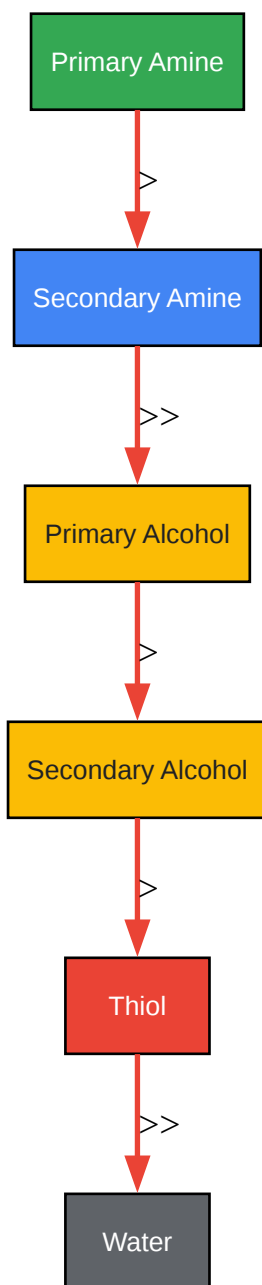 Primary Amine
>
Secondary Amine
>>
Primary Alcohol
>
Secondary Alcohol
>
Thiol
>>
Water